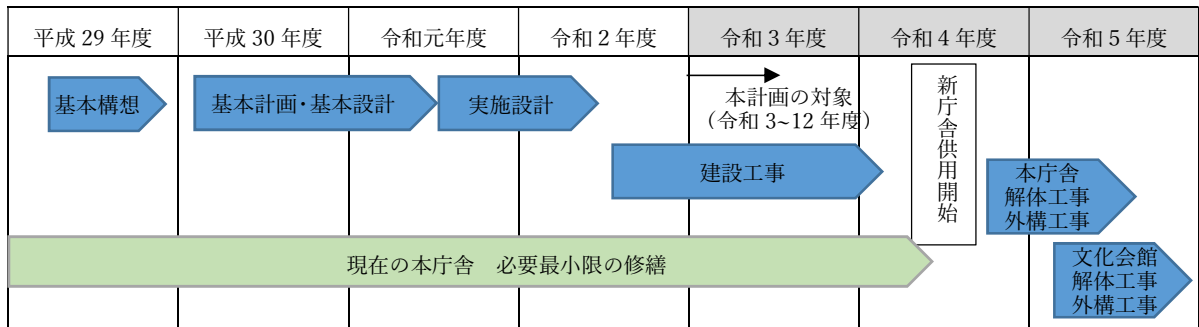 平成 29 年度
平成 30 年度
令和元年度
令和 2 年度
令和 3 年度
令和 4 年度
令和 5 年度
基本構想
基本計画・基本設計
実施設計
本計画の対象
（令和 3~12 年度）
新庁舎供用開始
建設工事
本庁舎
解体工事
外構工事
現在の本庁舎　必要最小限の修繕
文化会館
解体工事
外構工事